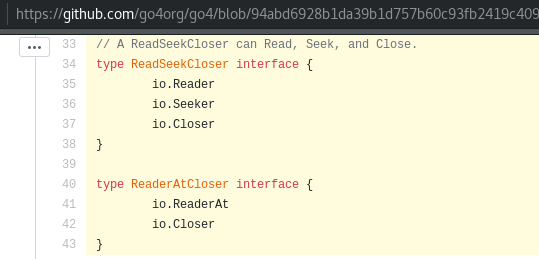 https://github.com/go4org/go4/blob/94abd6928b1da39b1d757b60c93fb2419c409
33 // A ReadSeekCloser can Read, Seek, and Close.
34 type ReadSeekCloser interface {
35 io.Reader
36 io.Seeker
37 io.Closer
38 }
39
40 type ReaderAtCloser interface {
41 io.ReaderAt
42 io.Closer
43 }